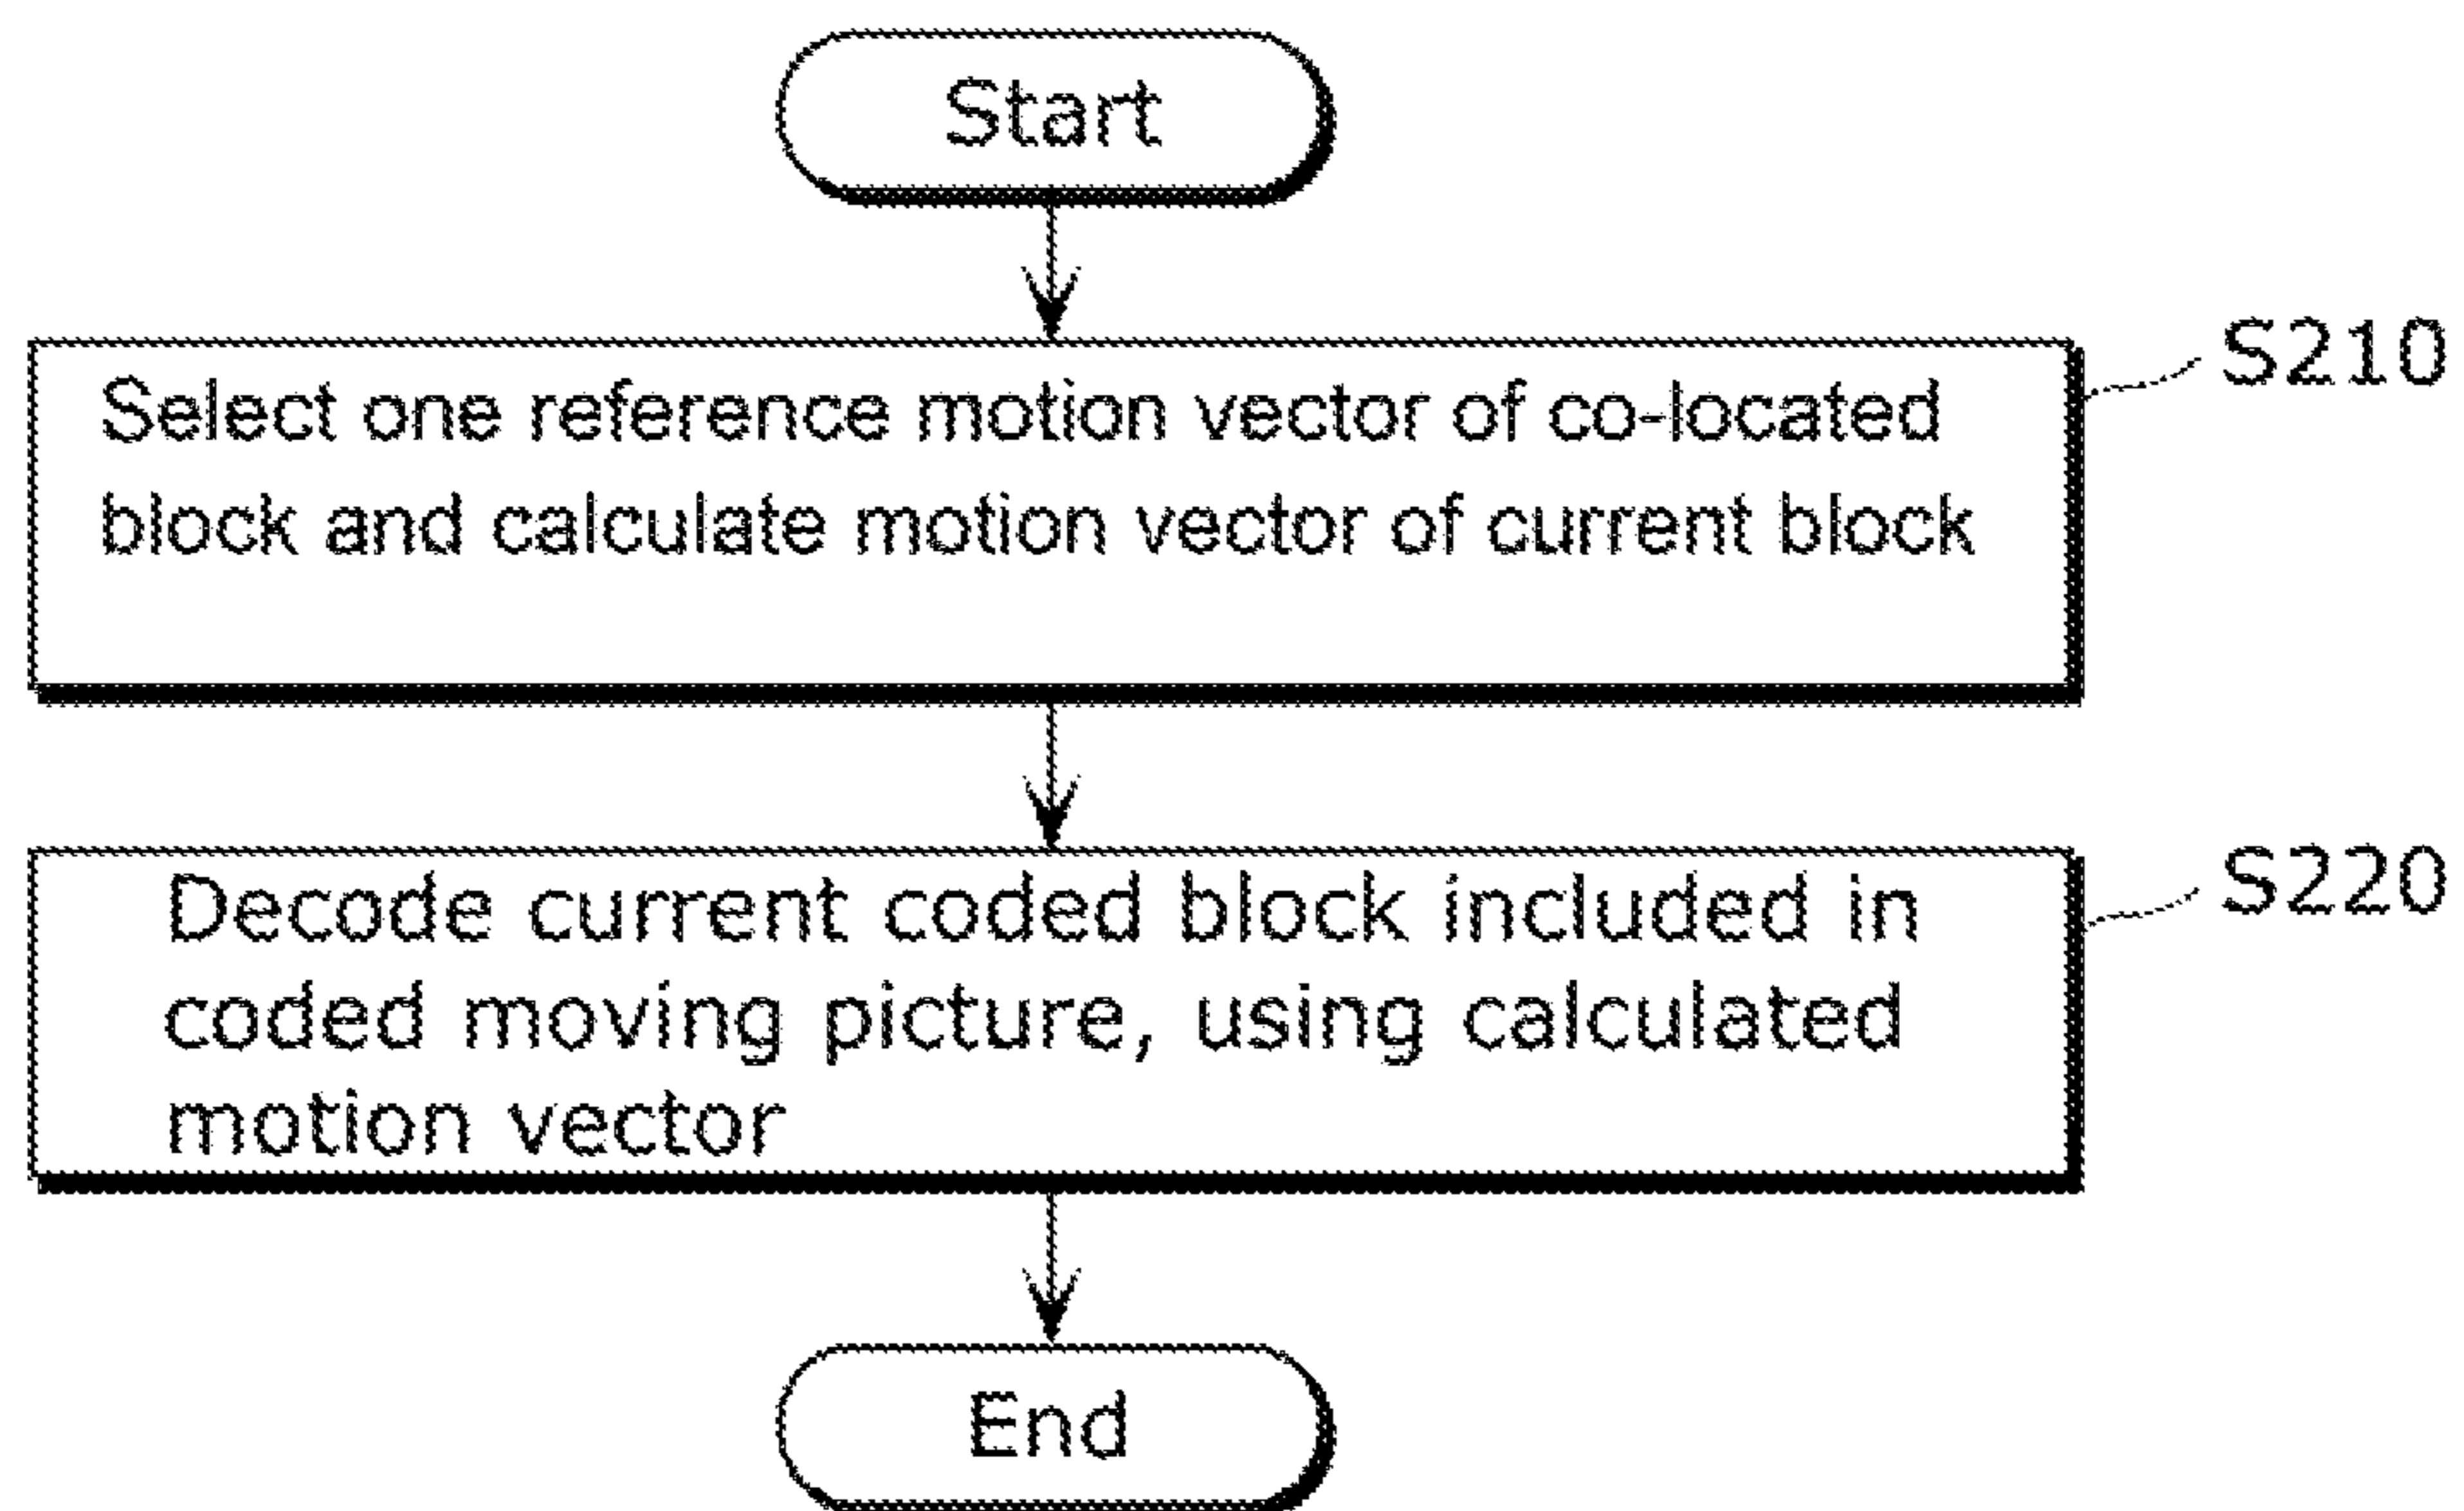 Start
S210
Select one reference motion vector of co-located
block and calculate motion vector of current block
S220
Decode current coded block included in
coded moving picture, using calculated
motion vector
End